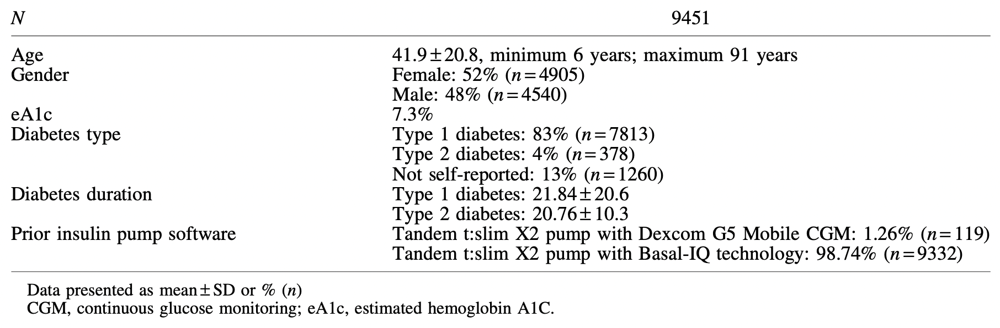 N 9451
Age 41.9±20.8, minimum 6 years; maximum 91 years
Gender Female: 52% (n=4905)
Male: 48% (n=4540)
eA1c 7.3%
Diabetes type Type 1 diabetes: 83% (n=7813)
Type 2 diabetes: 4% (n=378)
Not self-reported: 13% (n=1260)
Diabetes duration Type 1 diabetes: 21.84±20.6
Type 2 diabetes: 20.76±10.3
Prior insulin pump software Tandem t:slim X2 pump with Dexcom G5 Mobile CGM: 1.26% (n=119)
Tandem t:slim X2 pump with Basal-IQ technology: 98.74% (n=9332)
Data presented as mean±SD or % (n)
CGM, continuous glucose monitoring; eA1c, estimated hemoglobin A1C.